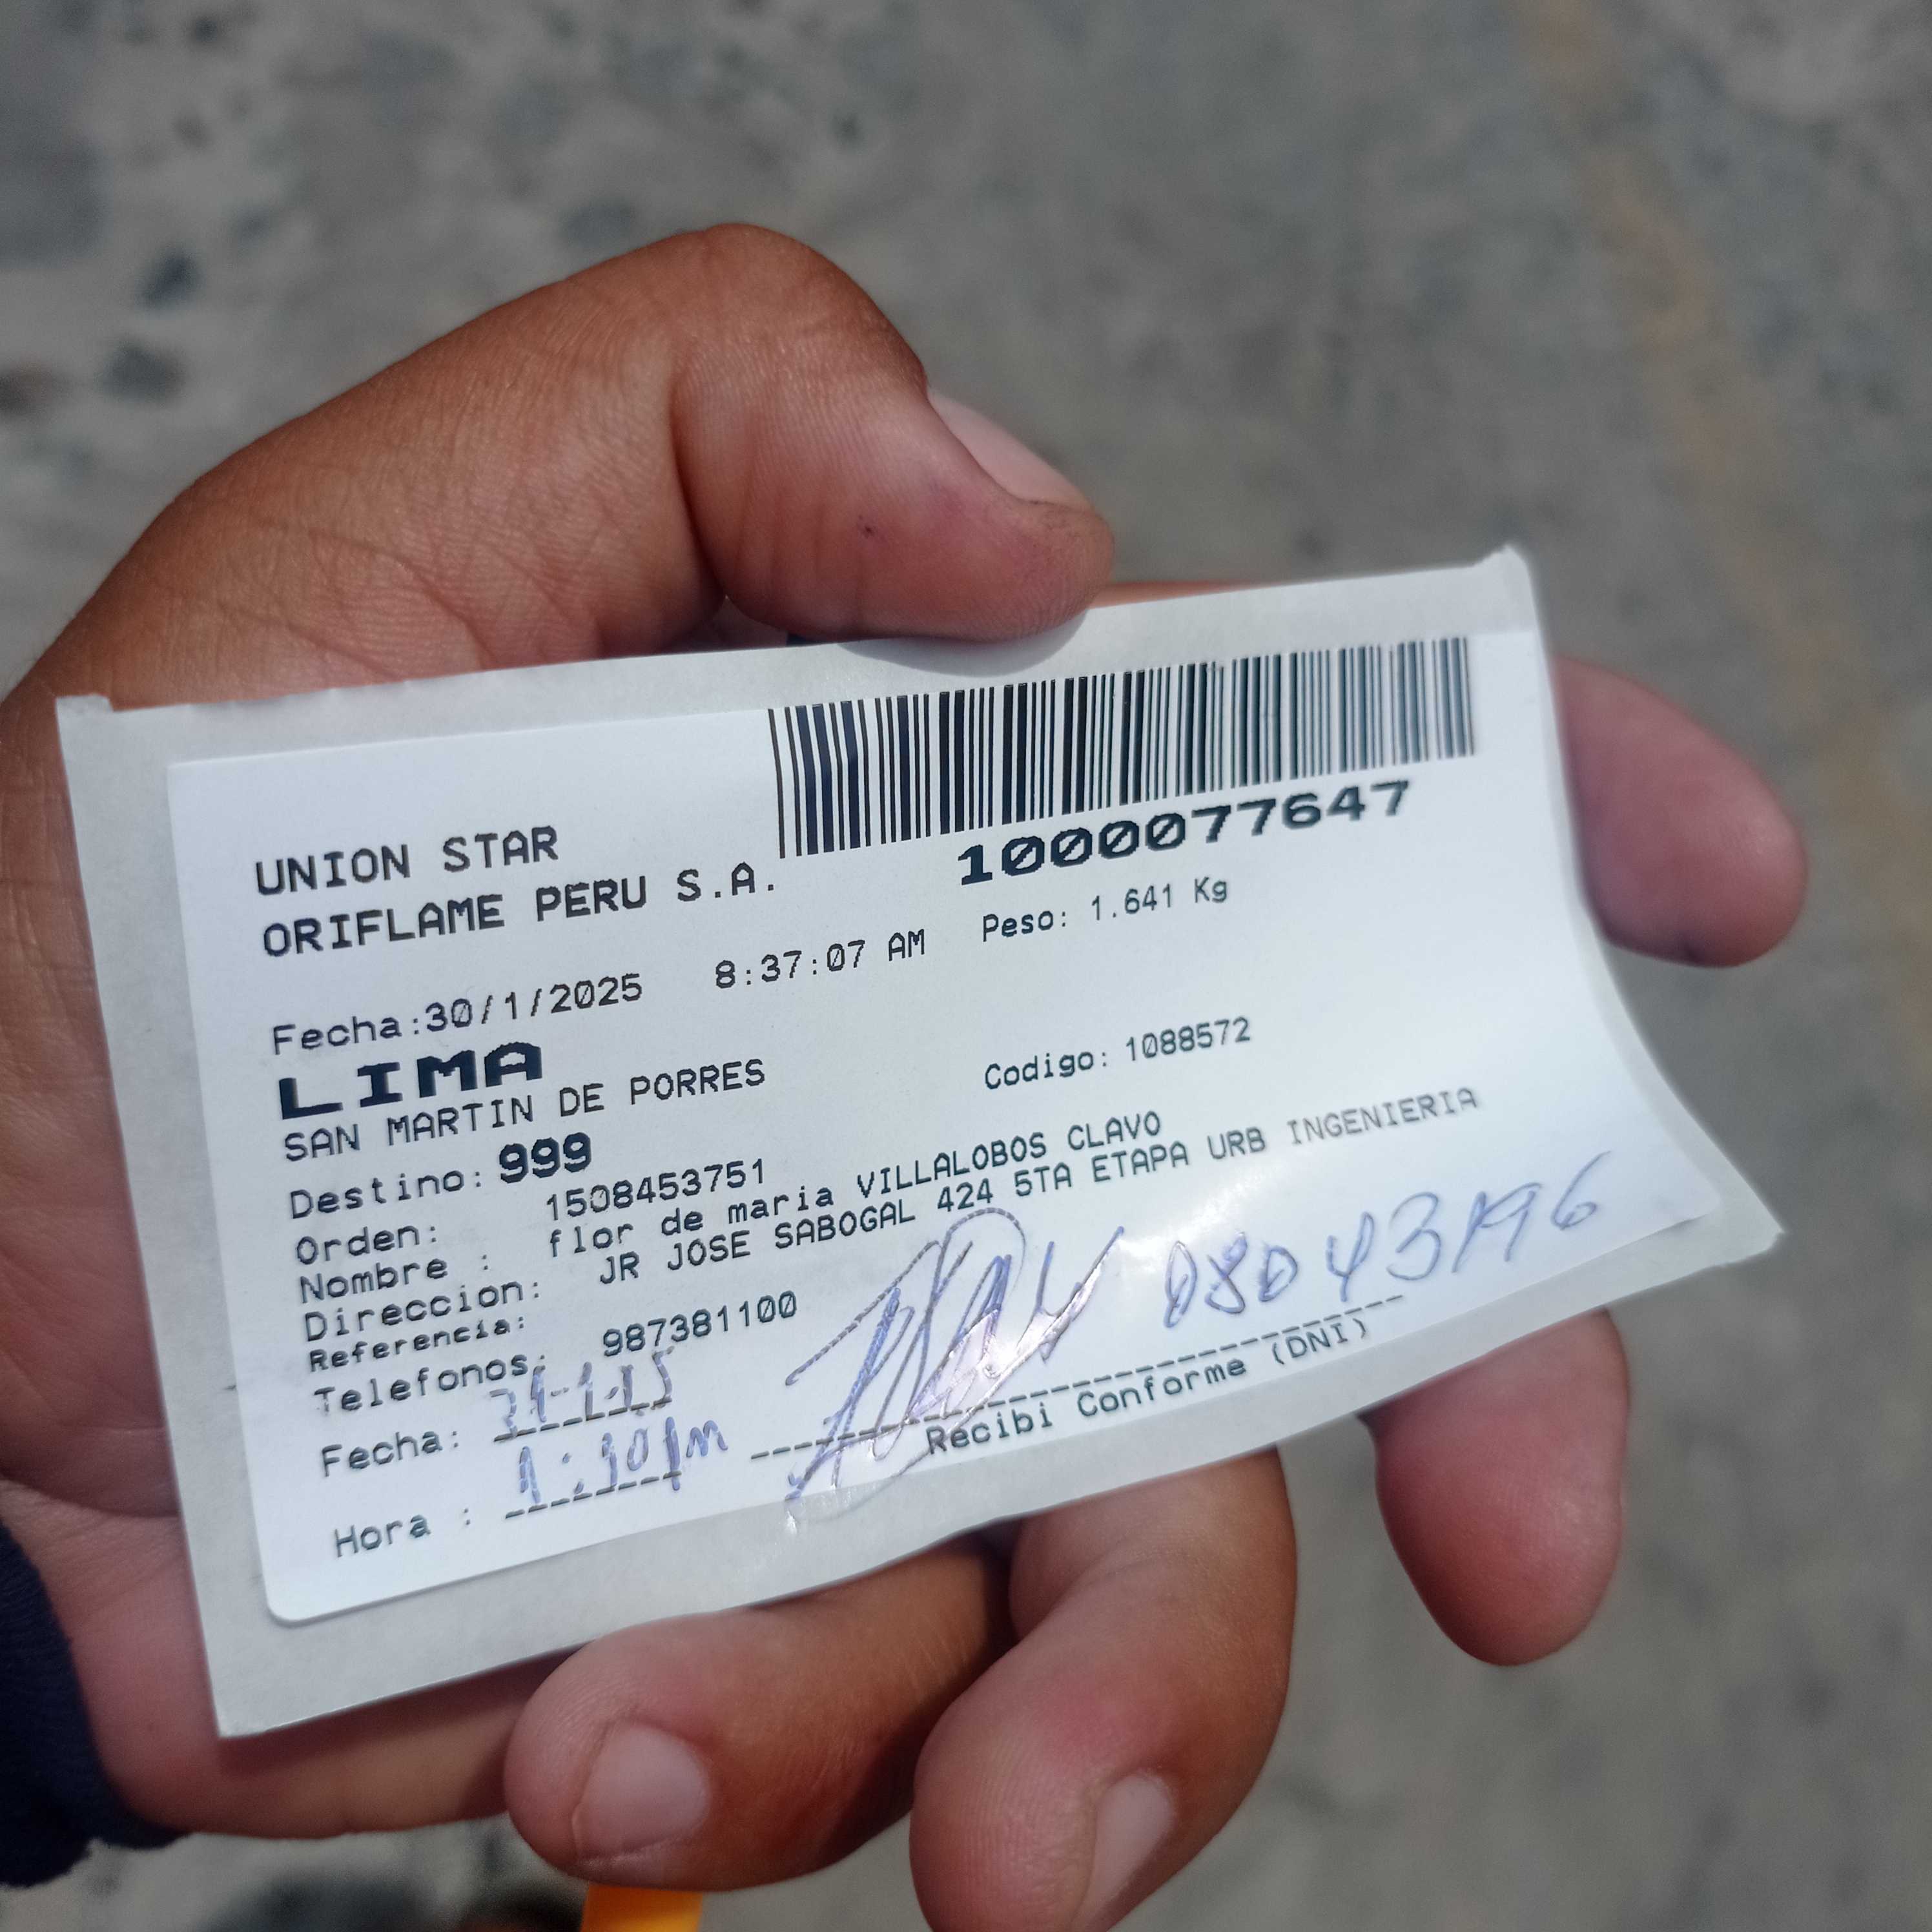 1000077647
UNION STAR
ORIFLAME PERU S.A.
Peso: 1.641 Kg
Fecha:30/1/2025 8:37:07 AM
LIMA
SAN MARTIN DE PORRES
Codigo: 1088572
Destino: 999
Orden: 1508453751
Nombre : flor de maria VILLALOBOS CLAVO
Direccion: JR JOSE SABOGAL 424 5TA ETAPA URB INGENIERIA
Referencia:
Telefonos: 987381100
Fecha:
Hora :
Recibi Conforme (DNI)